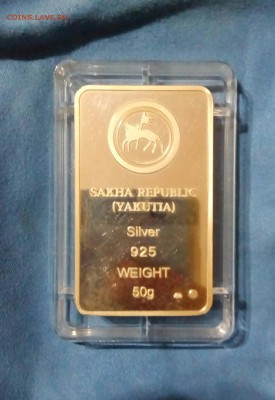 COINS.LAVE.RU
SAKHA REPUBLIC
(YAKUTIA)
Silver
925
WEIGHT
50g